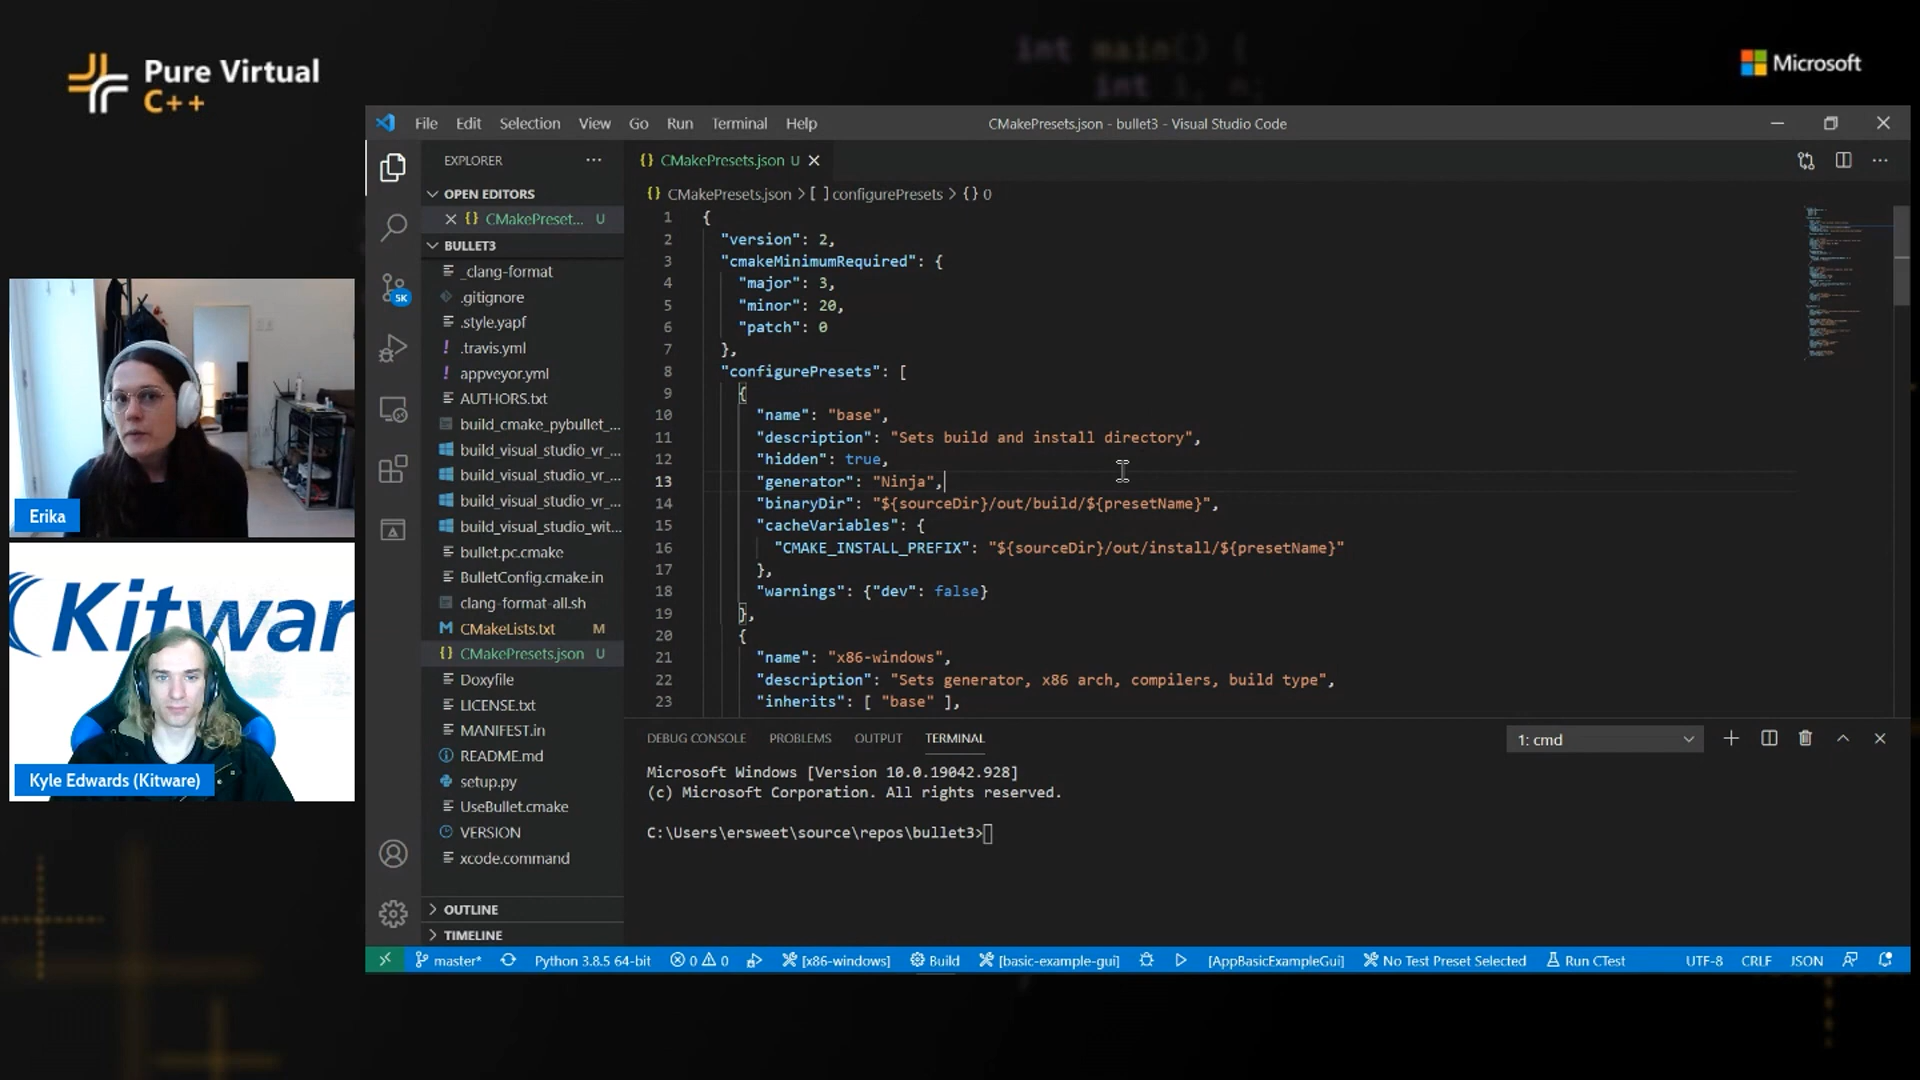 int main() {
int i, n;
Pure Virtual
C++
Microsoft
File Edit Selection View Go Run Terminal Help
CMakePresets.json - bullet3 - Visual Studio Code
EXPLORER
CMakePresets.json U
OPEN EDITORS
CMakePresets.json > [ ] configurePresets > {} 0
{} CMakePreset... U
BULLET3
_clang-format
.gitignore
.style.yapf
! .travis.yml
! appveyor.yml
AUTHORS.txt
build_cmake_pybullet_...
build_visual_studio_vr_...
build_visual_studio_vr_...
build_visual_studio_vr_...
build_visual_studio_wit...
bullet.pc.cmake
BulletConfig.cmake.in
clang-format-all.sh
M CMakeLists.txt M
{} CMakePresets.json U
Doxyfile
LICENSE.txt
MANIFEST.in
README.md
setup.py
UseBullet.cmake
VERSION
xcode.command
OUTLINE
TIMELINE
5K
1 {
2 "version": 2,
3 "cmakeMinimumRequired": {
4 "major": 3,
5 "minor": 20,
6 "patch": 0
7 },
8 "configurePresets": [
9 {
10 "name": "base",
11 "description": "Sets build and install directory",
12 "hidden": true,
13 "generator": "Ninja",
14 "binaryDir": "${sourceDir}/out/build/${presetName}",
15 "cacheVariables": {
16 "CMAKE_INSTALL_PREFIX": "${sourceDir}/out/install/${presetName}"
17 },
18 "warnings": {"dev": false}
19 },
20 {
21 "name": "x86-windows",
22 "description": "Sets generator, x86 arch, compilers, build type",
23 "inherits": [ "base" ],
DEBUG CONSOLE PROBLEMS OUTPUT TERMINAL
1: cmd
Microsoft Windows [Version 10.0.19042.928]
(c) Microsoft Corporation. All rights reserved.
C:\Users\ersweet\source\repos\bullet3>
master* Python 3.8.5 64-bit 0 0 [x86-windows] Build [basic-example-gui] [AppBasicExampleGui] No Test Preset Selected Run CTest UTF-8 CRLF JSON
Erika
Kitwar
Kyle Edwards (Kitware)